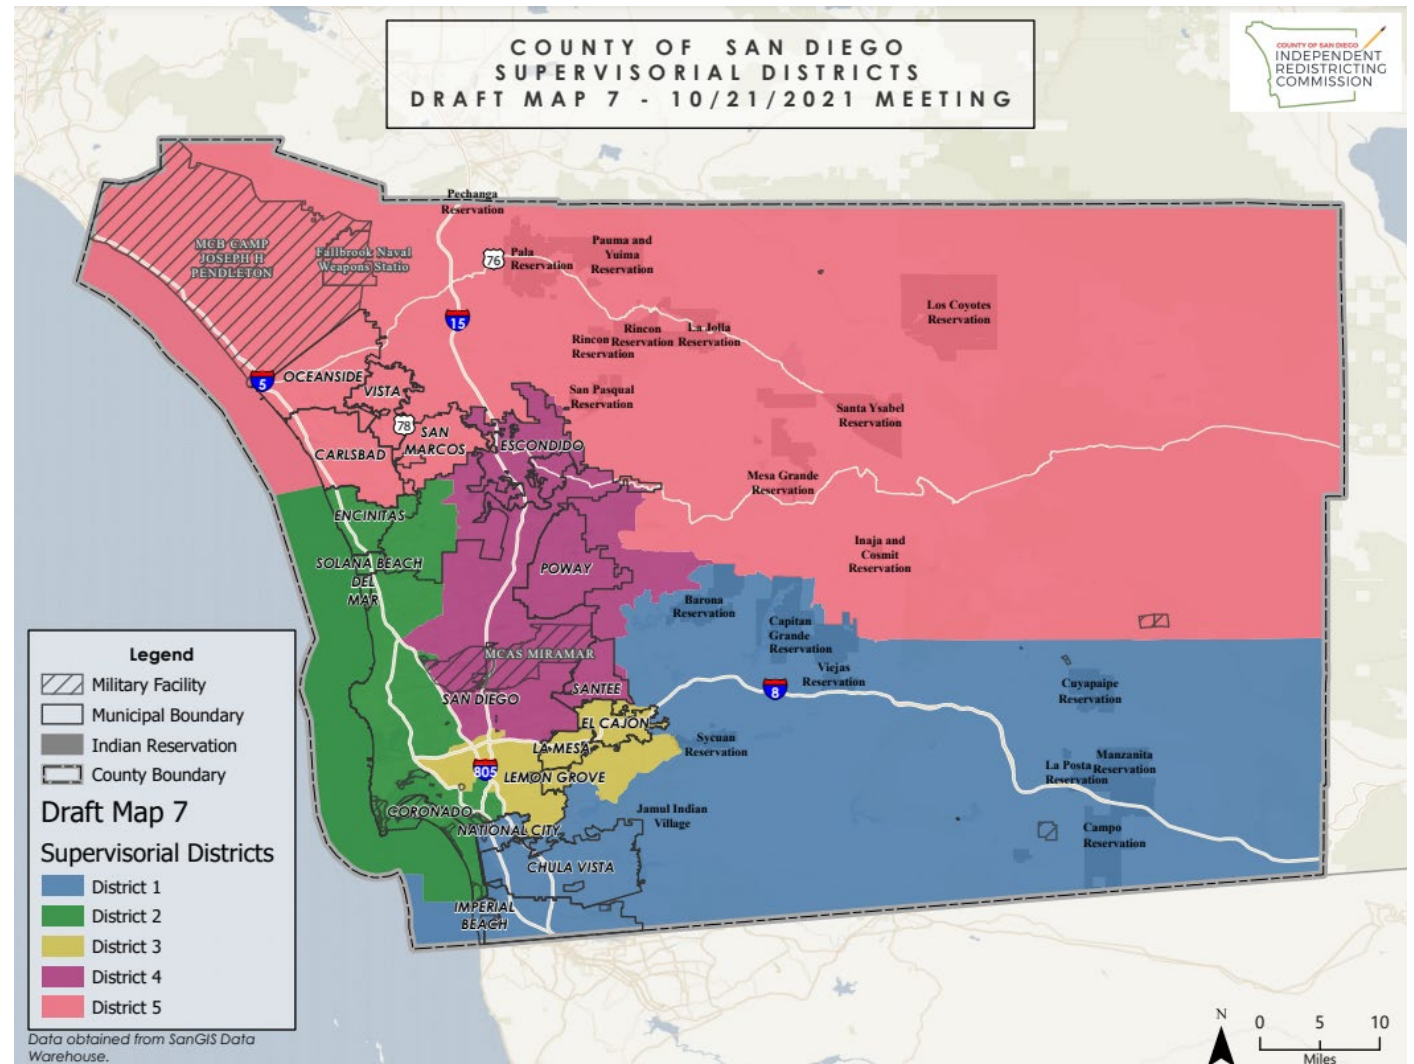 COUNTY OF SAN DIEGO
SUPERVISORIAL DISTRICTS
DRAFT MAP 7 - 10/21/2021 MEETING
COUNTY OF SAN DIEGO
INDEPENDENT
REDISTRICTING
COMMISSION
Pechanga
Reservation
MCB CAMP
JOSEPH H
PENDLETON
Fallbrook Naval
Weapons Statio
76
Pala
Reservation
Pauma and
Yuima
Reservation
15
Los Coyotes
Reservation
Rincon
Reservation
Rincon
Reservation
La Jolla
Reservation
5
OCEANSIDE
VISTA
San Pasqual
Reservation
Santa Ysabel
Reservation
78
SAN
MARCOS
CARLSBAD
ESCONDIDO
Mesa Grande
Reservation
ENCINITAS
SOLANA BEACH
DEL
MAR
POWAY
Inaja and
Cosmit
Reservation
Barona
Reservation
Capitan
Grande
Reservation
MCAS MIRAMAR
Viejas
Reservation
8
Cuyapaipe
Reservation
SAN DIEGO
SANTEE
EL CAJON
LA MESA
Sycuan
Reservation
805
LEMON GROVE
La Posta
Reservation
Manzanita
Reservation
CORONADO
NATIONAL CITY
Jamul Indian
Village
Campo
Reservation
CHULA VISTA
IMPERIAL
BEACH
Legend
Military Facility
Municipal Boundary
Indian Reservation
County Boundary
Draft Map 7
Supervisorial Districts
District 1
District 2
District 3
District 4
District 5
Data obtained from SanGIS Data
Warehouse.
N
0 5 10
Miles